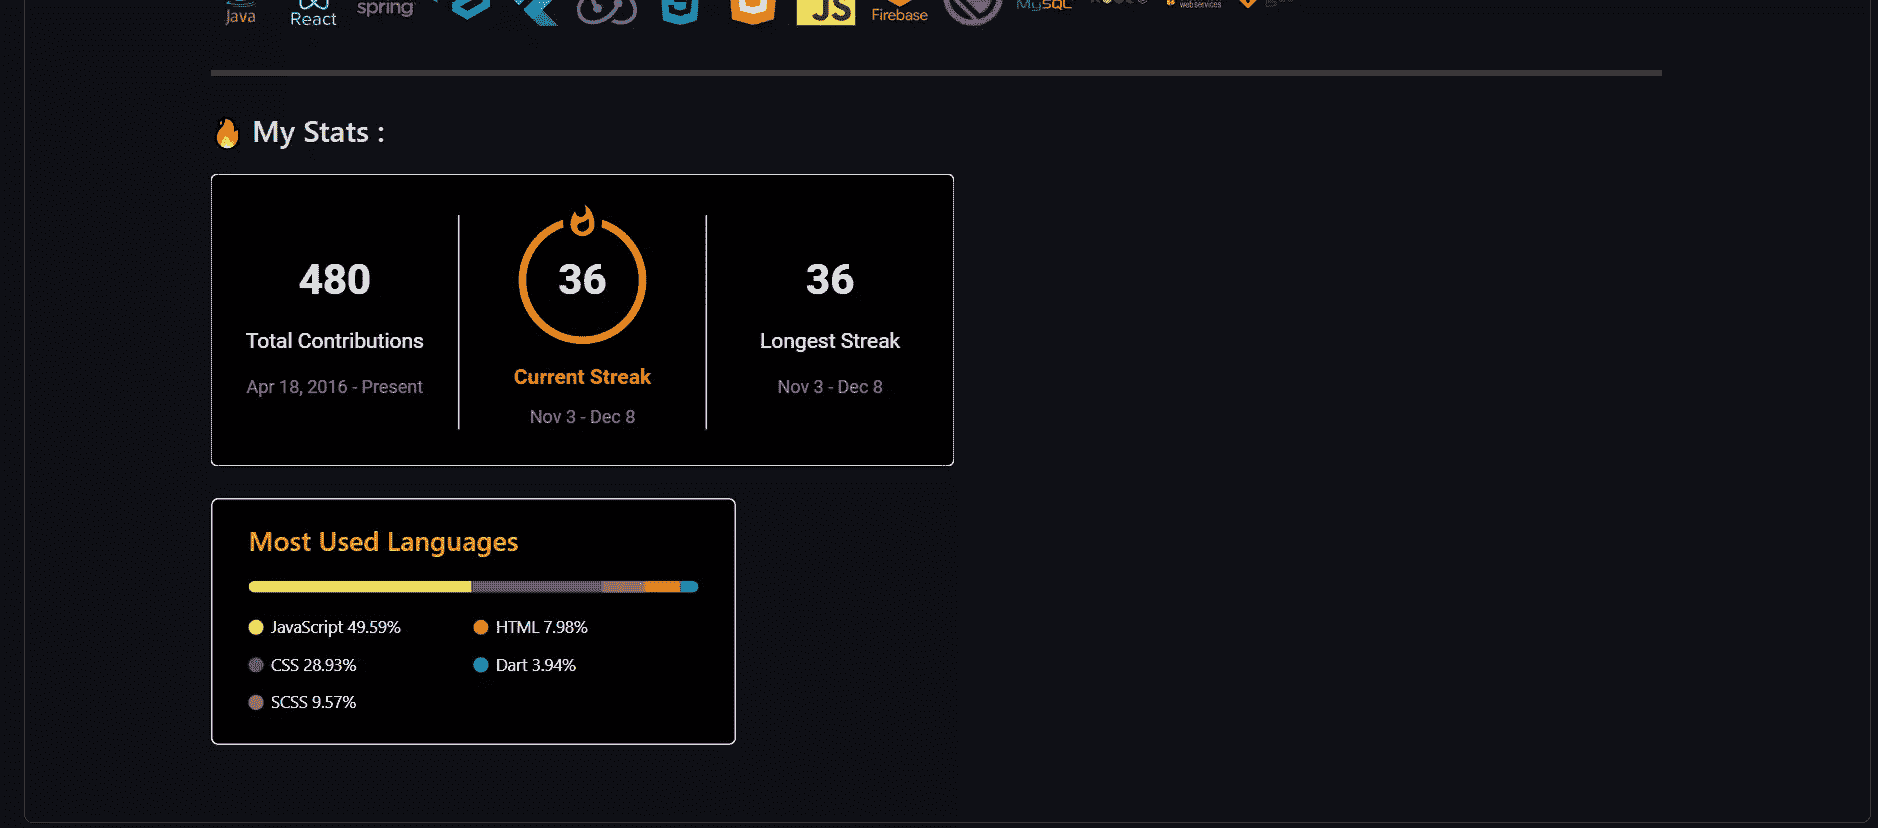 Java
React
spring
JS
Firebase
MySQL
webservices
My Stats :
480
Total Contributions
Apr 18, 2016 - Present
36
Current Streak
Nov 3 - Dec 8
36
Longest Streak
Nov 3 - Dec 8
Most Used Languages
JavaScript 49.59%
HTML 7.98%
CSS 28.93%
Dart 3.94%
SCSS 9.57%